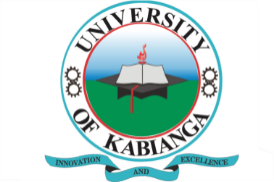 UNIVERSITY
OF KABIANGA
INNOVATION
AND
EXCELLENCE